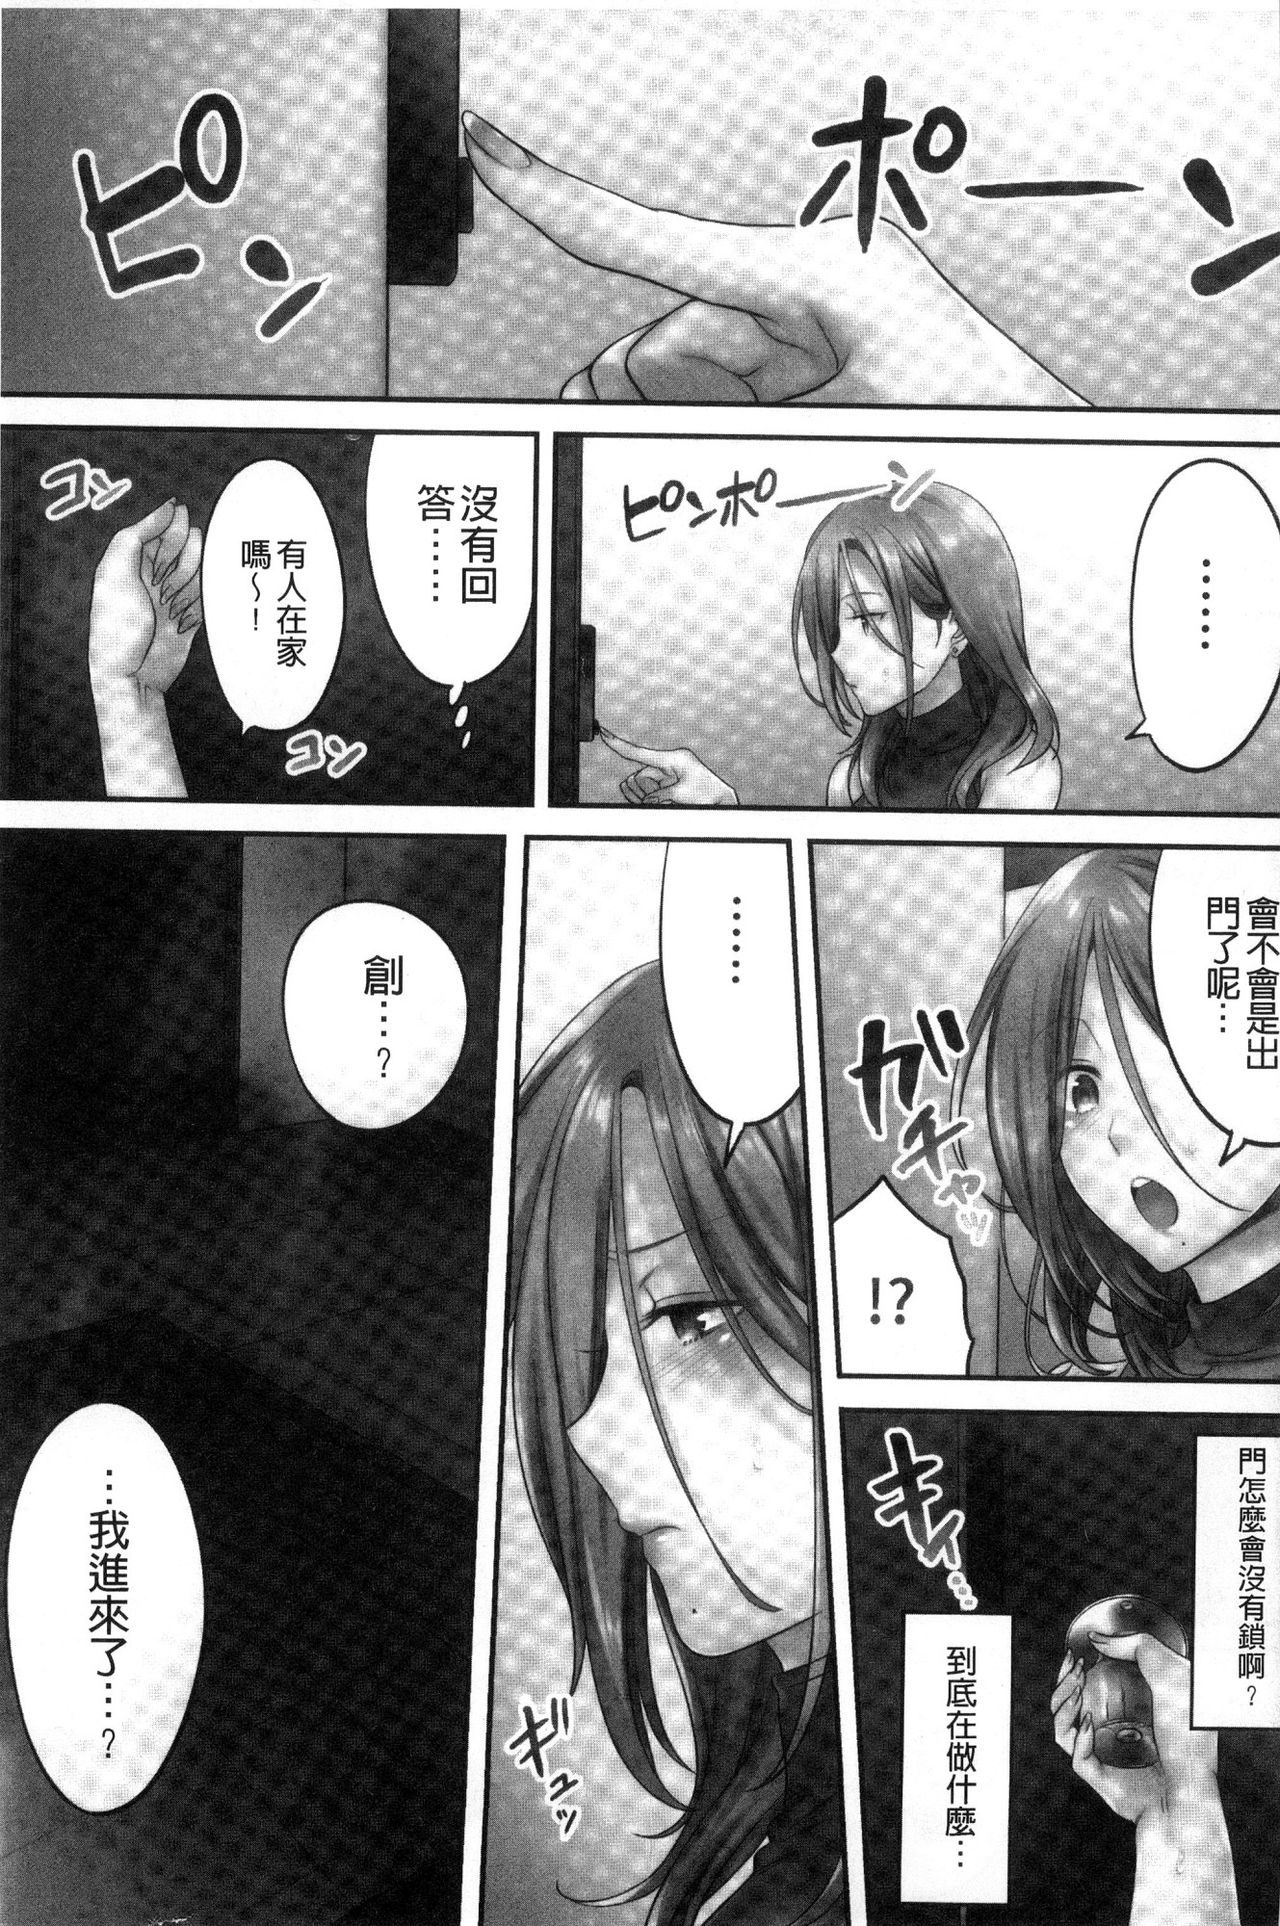 ピンポーン
……
ピンポーン
沒有回
答……
有人在家
嗎～！
コンコン
會不會是出
門了呢…
ガチャッ
!?
門怎麼會沒有鎖啊？
キィ…
到底在做什麼…
………
ギュッ
創…？
…我進來了…？